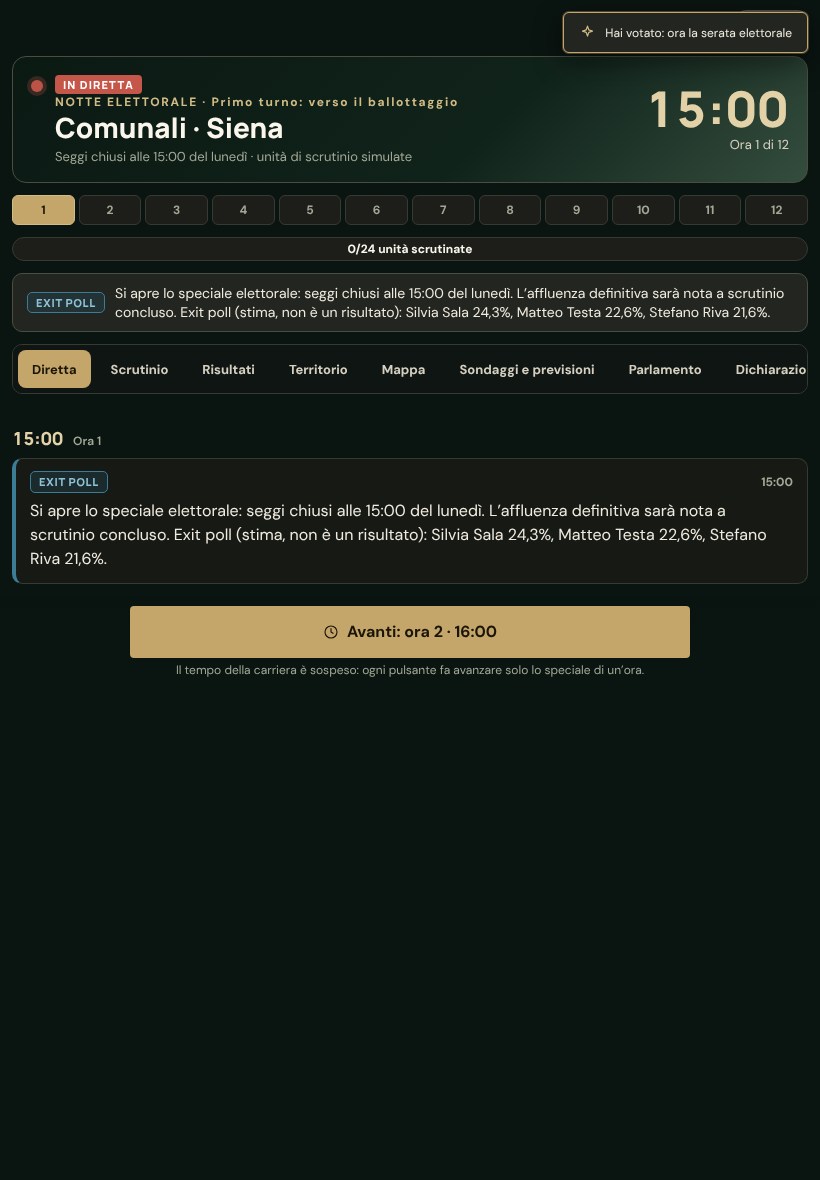 Hai votato: ora la serata elettorale
IN DIRETTA
NOTTE ELETTORALE · Primo turno: verso il ballottaggio
Comunali · Siena
Seggi chiusi alle 15:00 del lunedì · unità di scrutinio simulate
15:00
Ora 1 di 12
1 2 3 4 5 6 7 8 9 10 11 12
0/24 unità scrutinate
EXIT POLL
Si apre lo speciale elettorale: seggi chiusi alle 15:00 del lunedì. L’affluenza definitiva sarà nota a scrutinio
concluso. Exit poll (stima, non è un risultato): Silvia Sala 24,3%, Matteo Testa 22,6%, Stefano Riva 21,6%.
Diretta Scrutinio Risultati Territorio Mappa Sondaggi e previsioni Parlamento Dichiarazio
15:00 Ora 1
EXIT POLL 15:00
Si apre lo speciale elettorale: seggi chiusi alle 15:00 del lunedì. L’affluenza definitiva sarà nota a
scrutinio concluso. Exit poll (stima, non è un risultato): Silvia Sala 24,3%, Matteo Testa 22,6%, Stefano
Riva 21,6%.
Avanti: ora 2 · 16:00
Il tempo della carriera è sospeso: ogni pulsante fa avanzare solo lo speciale di un’ora.